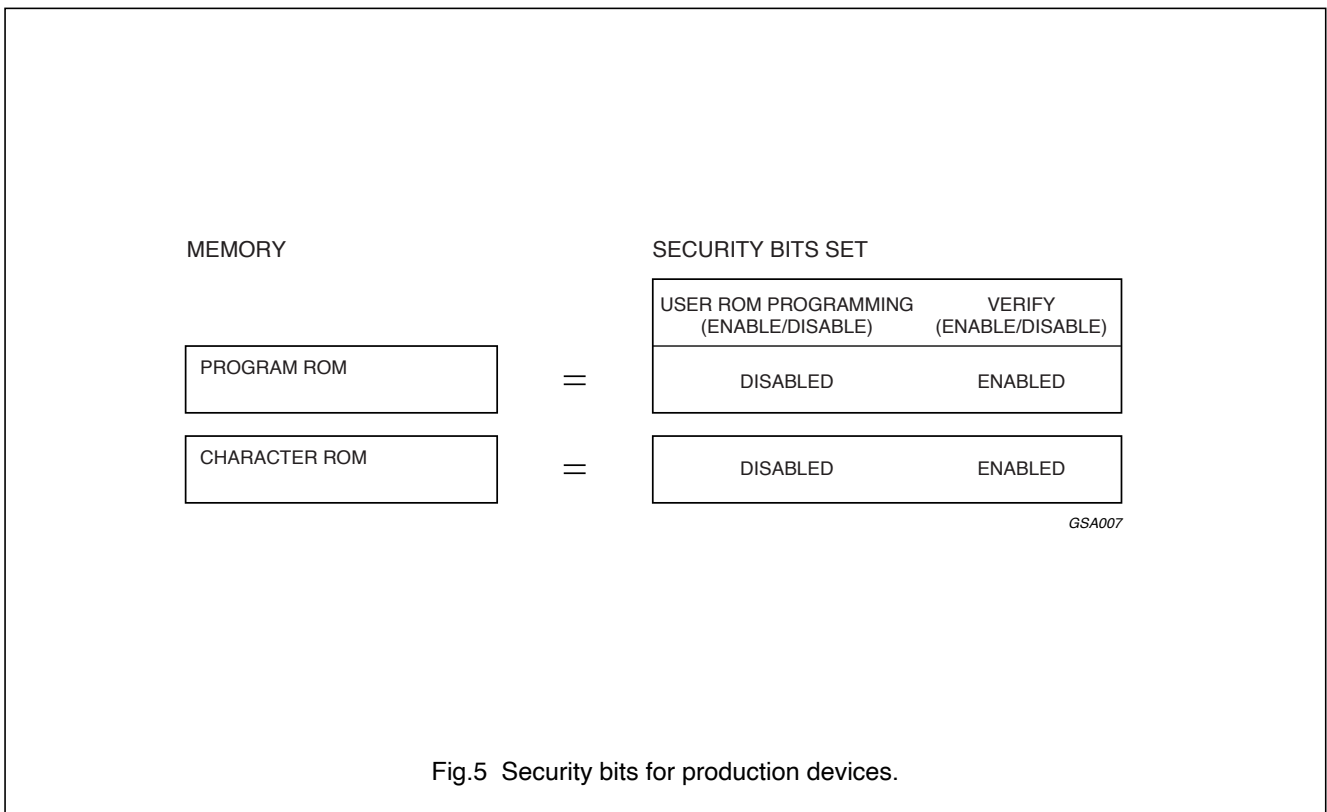 MEMORY
SECURITY BITS SET
USER ROM PROGRAMMING
(ENABLE/DISABLE)
VERIFY
(ENABLE/DISABLE)
PROGRAM ROM
=
DISABLED
ENABLED
CHARACTER ROM
=
DISABLED
ENABLED
GSA007
Fig.5 Security bits for production devices.